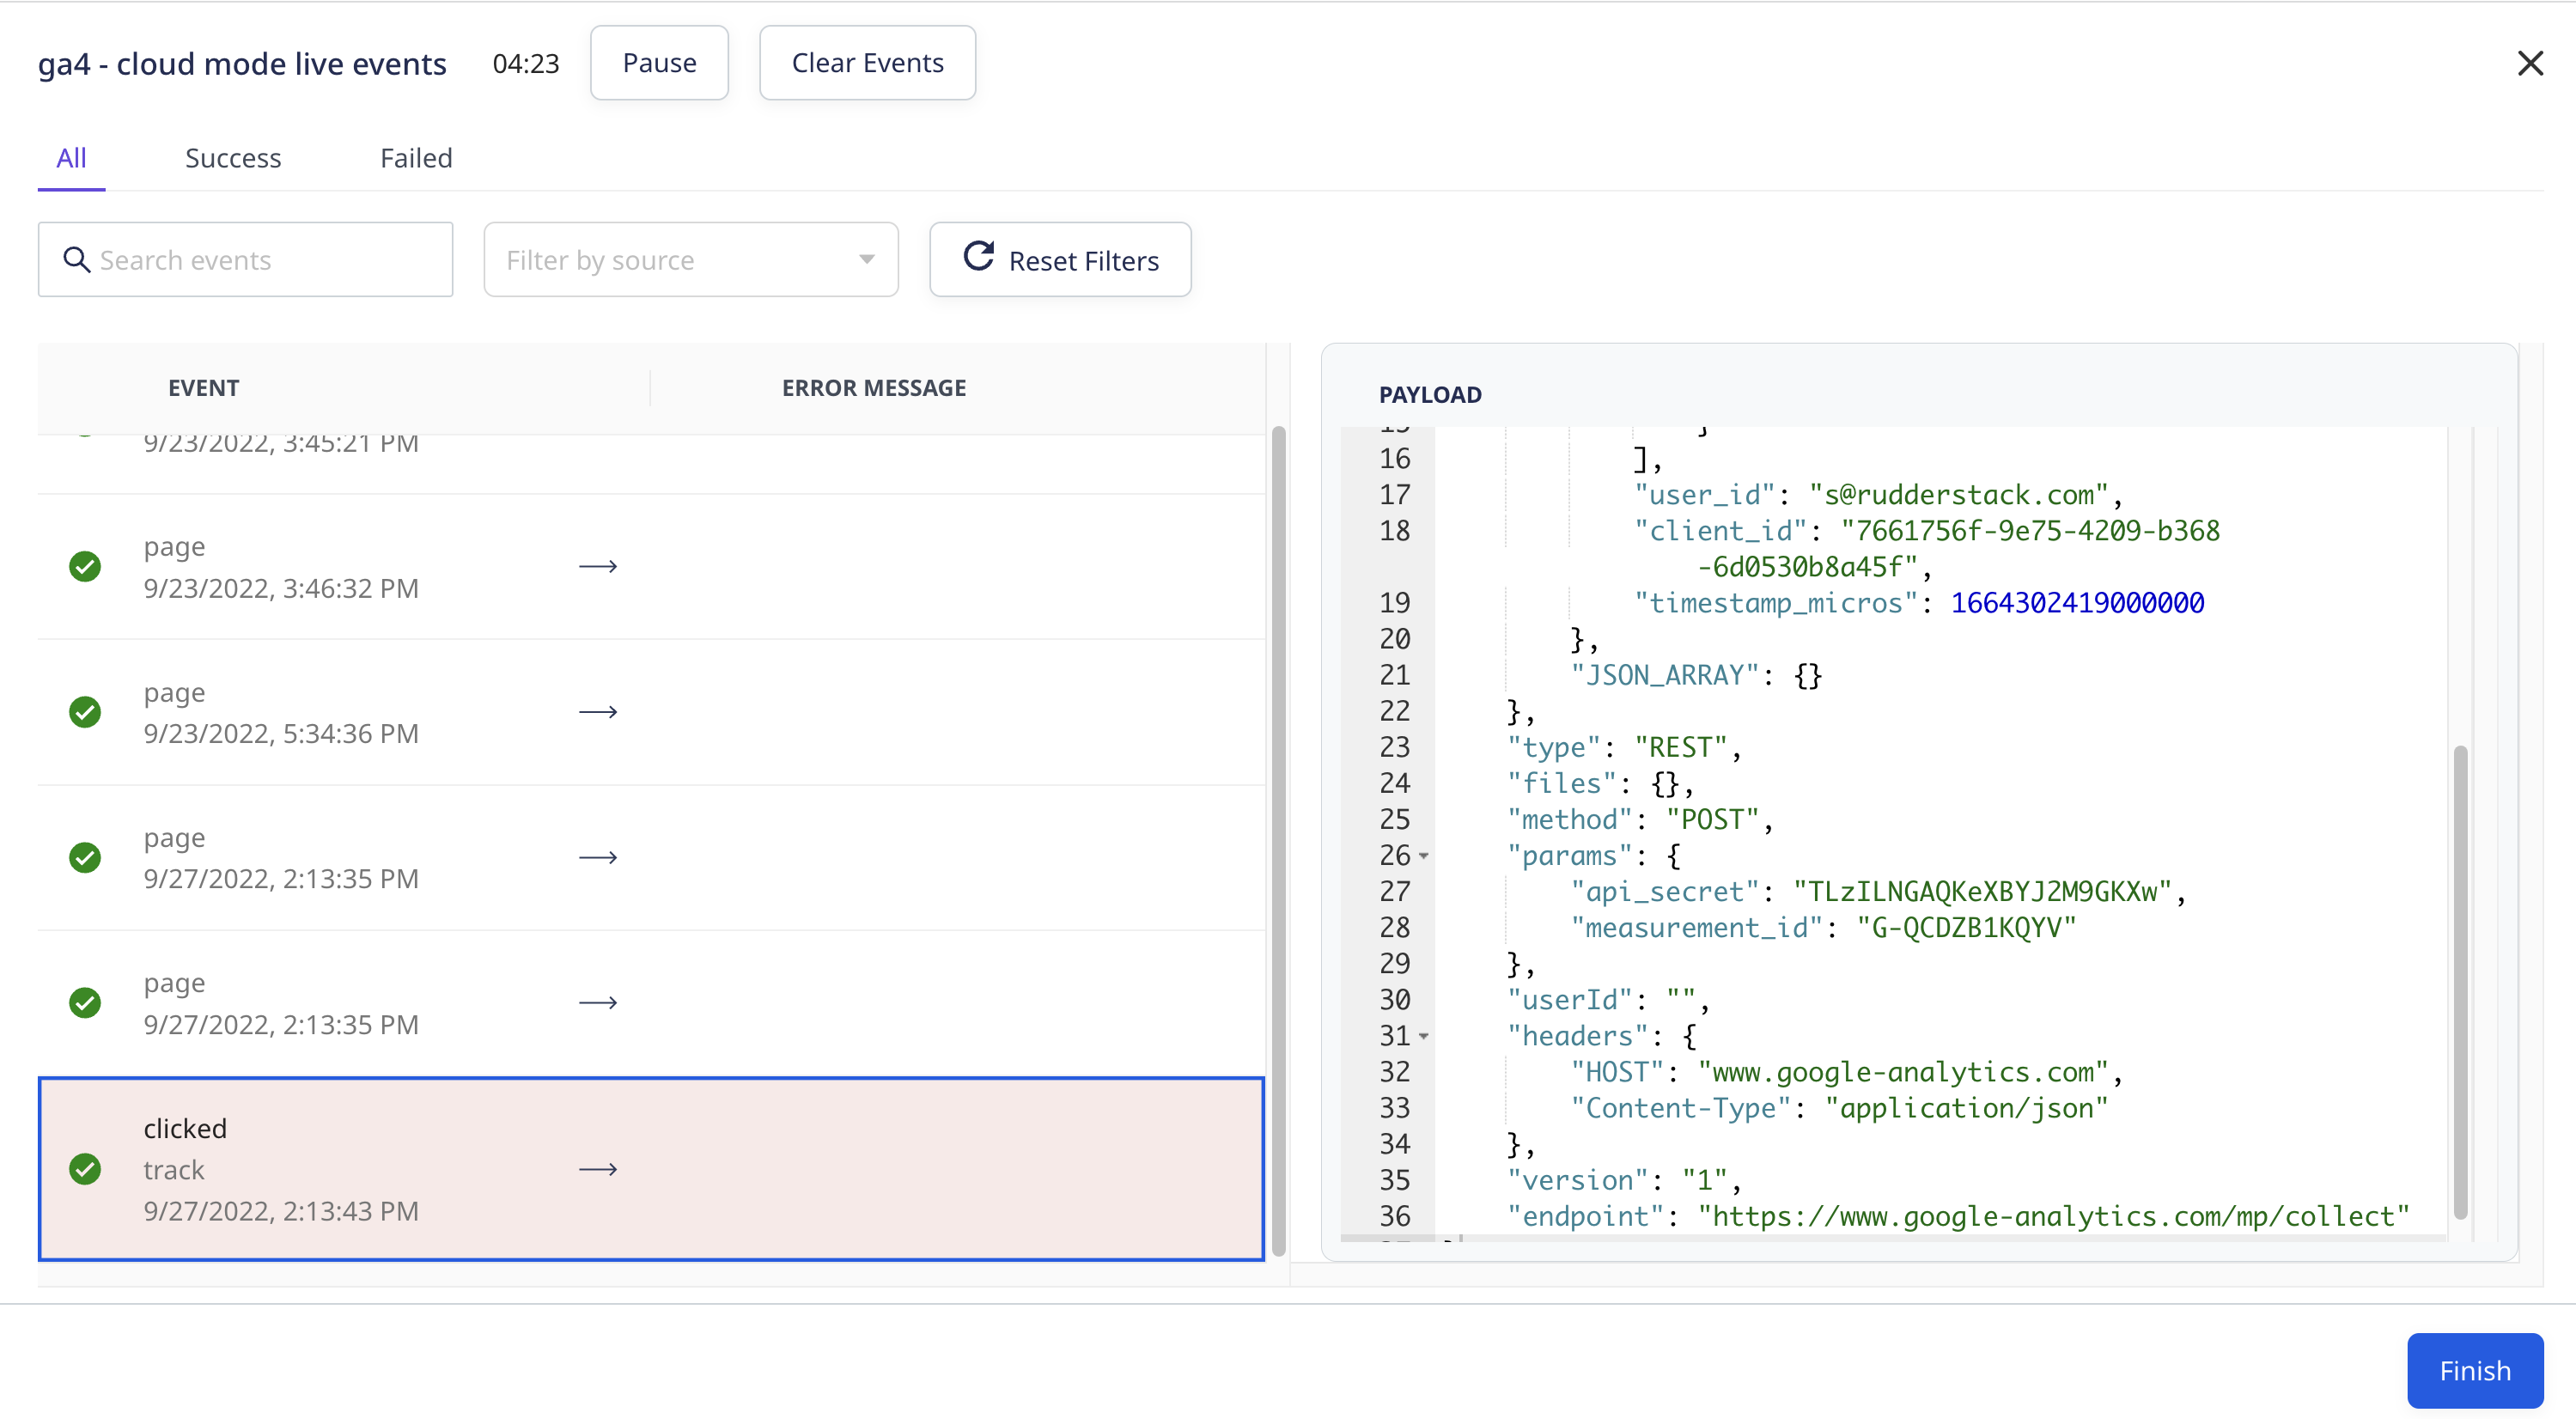 ga4 - cloud mode live events 04:23 Pause Clear Events
All Success Failed
Search events Filter by source Reset Filters
EVENT ERROR MESSAGE
9/23/2022, 3:45:21 PM
page
9/23/2022, 3:46:32 PM
page
9/23/2022, 5:34:36 PM
page
9/27/2022, 2:13:35 PM
page
9/27/2022, 2:13:35 PM
clicked
track
9/27/2022, 2:13:43 PM
PAYLOAD
15 }
16 ],
17 "user_id": "s@rudderstack.com",
18 "client_id": "7661756f-9e75-4209-b368
-6d0530b8a45f",
19 "timestamp_micros": 1664302419000000
20 },
21 "JSON_ARRAY": {}
22 },
23 "type": "REST",
24 "files": {},
25 "method": "POST",
26 "params": {
27 "api_secret": "TLzILNGAQKeXBYJ2M9GKXw",
28 "measurement_id": "G-QCDZB1KQYV"
29 },
30 "userId": "",
31 "headers": {
32 "HOST": "www.google-analytics.com",
33 "Content-Type": "application/json"
34 },
35 "version": "1",
36 "endpoint": "https://www.google-analytics.com/mp/collect"
Finish